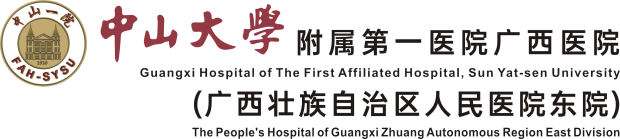 中山一院
1910
FAH-SYSU
中山大學附属第一医院广西医院
Guangxi Hospital of The First Affiliated Hospital, Sun Yat-sen University
(广西壮族自治区人民医院东院)
The People's Hospital of Guangxi Zhuang Autonomous Region East Division